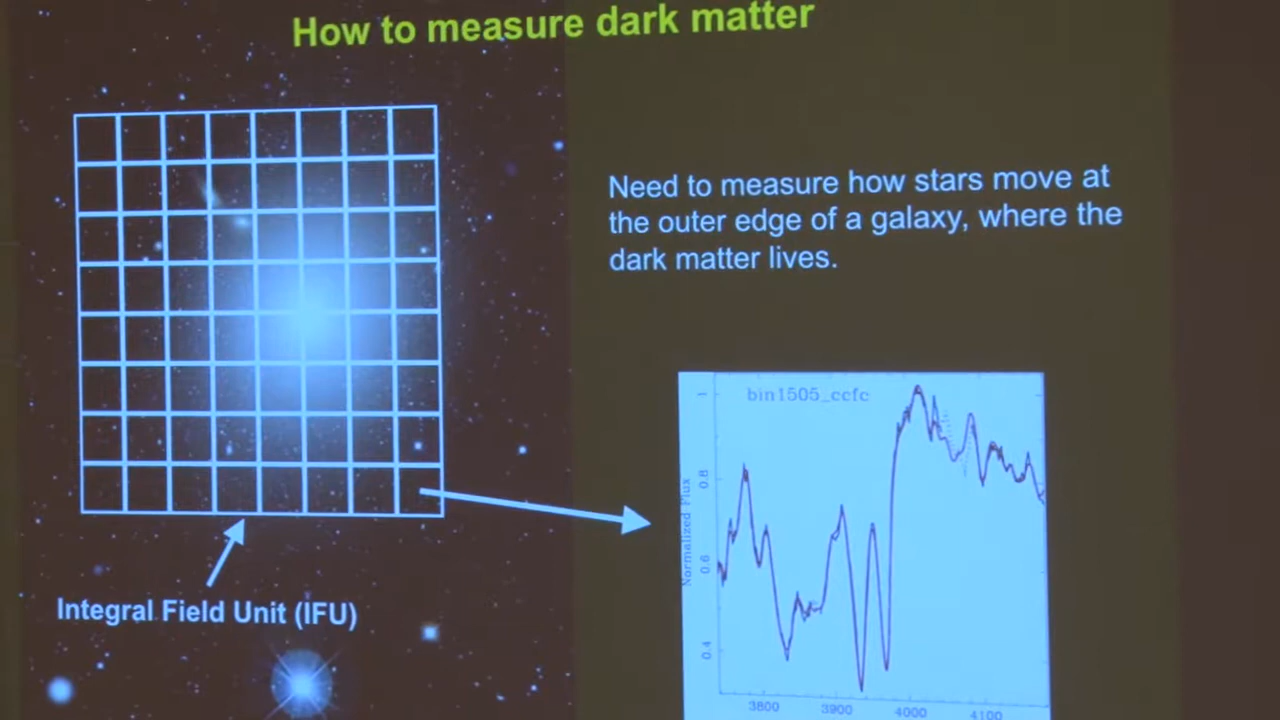 How to measure dark matter
Need to measure how stars move at
the outer edge of a galaxy, where the
dark matter lives.
Integral Field Unit (IFU)
bin1505_ccfc
Normalized Flux
1
0.8
0.6
0.4
3800 3900 4000 4100